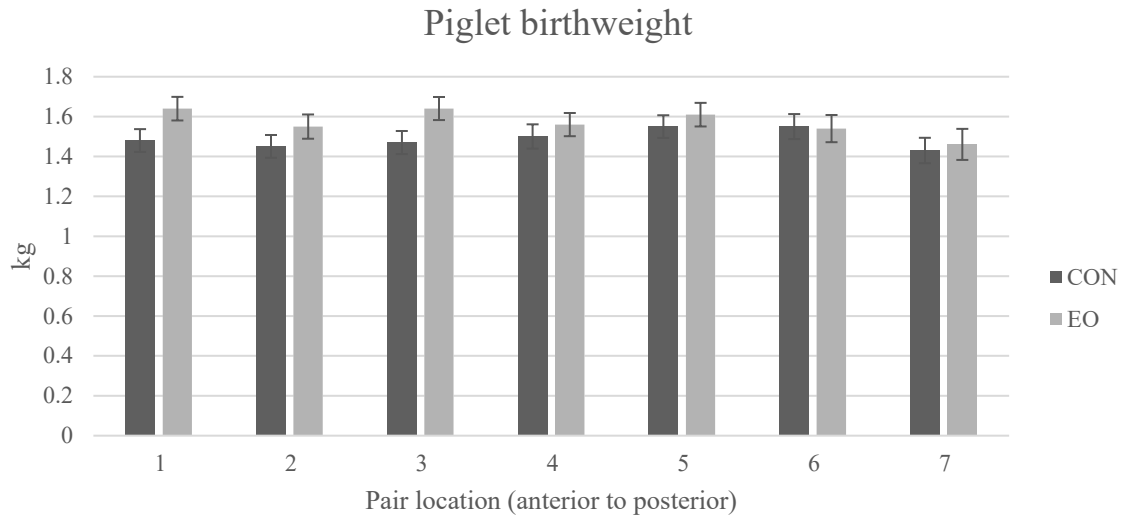 Piglet birthweight
1.8
1.6
1.4
1.2
1
0.8
0.6
0.4
0.2
0
kg
1 2 3 4 5 6 7
Pair location (anterior to posterior)
CON
EO